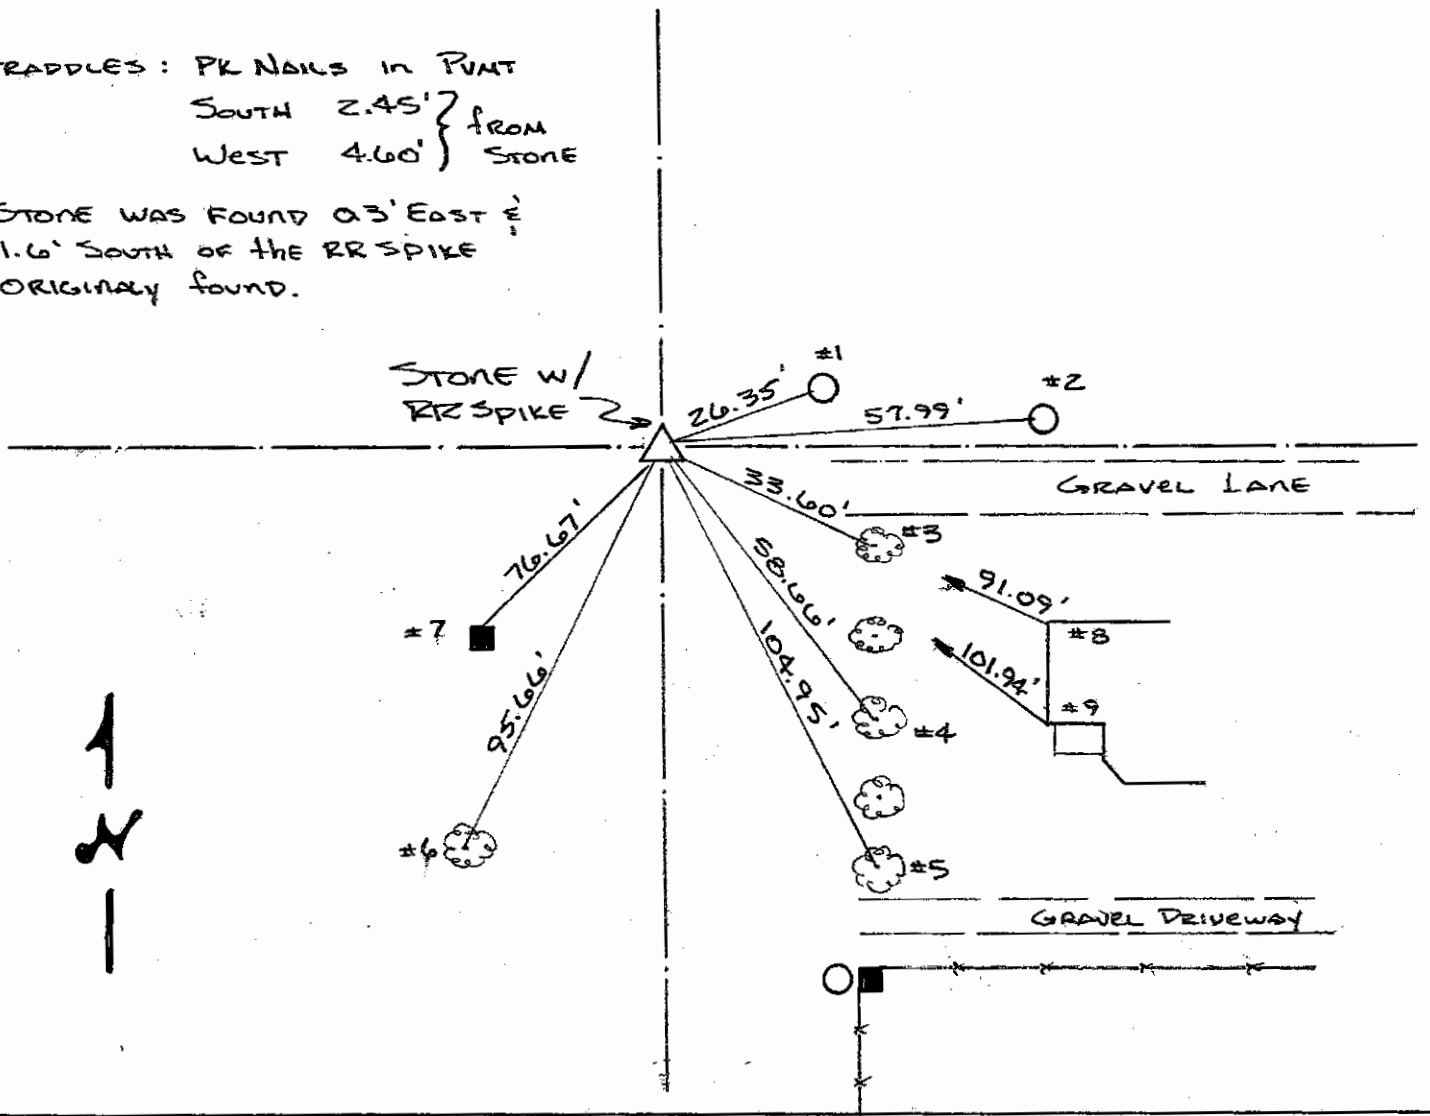 RADDLES: PK NAILS in PVMT
SOUTH 2.45' } from
WEST 4.60' } STONE
STONE WAS FOUND 0.3' EAST &
1.6' SOUTH OF the RR SPIKE
ORIGINALY found.
STONE W/
RR SPIKE
#1
26.35'
#2
57.99'
GRAVEL LANE
33.60'
#3
58.66'
91.09'
76.67'
#7
#8
104.95'
101.94'
95.66'
#9
#4
#6
#5
GRAVEL DRIVEWAY
N